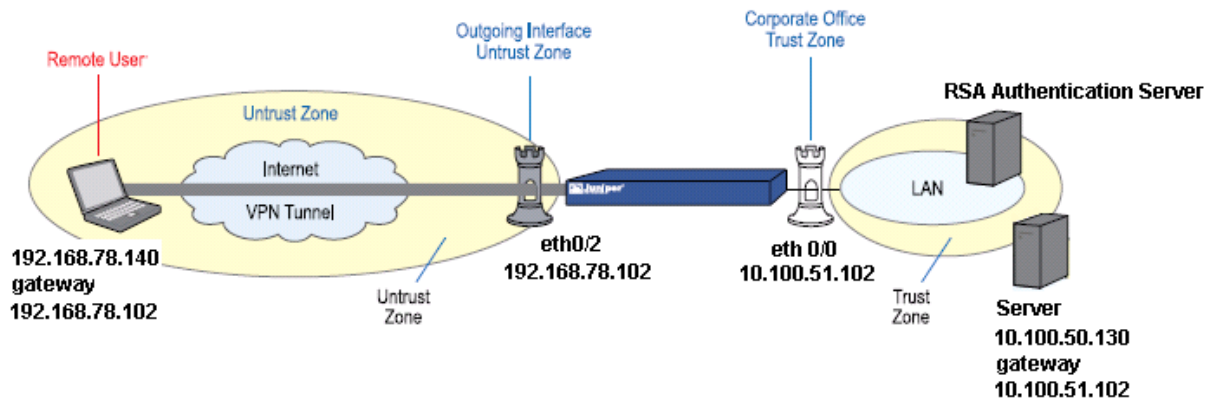 Outgoing Interface
Untrust Zone
Corporate Office
Trust Zone
Remote User
RSA Authentication Server
Untrust Zone
Internet
VPN Tunnel
Juniper
LAN
192.168.78.140
gateway
192.168.78.102
eth0/2
192.168.78.102
eth 0/0
10.100.51.102
Untrust
Zone
Trust
Zone
Server
10.100.50.130
gateway
10.100.51.102